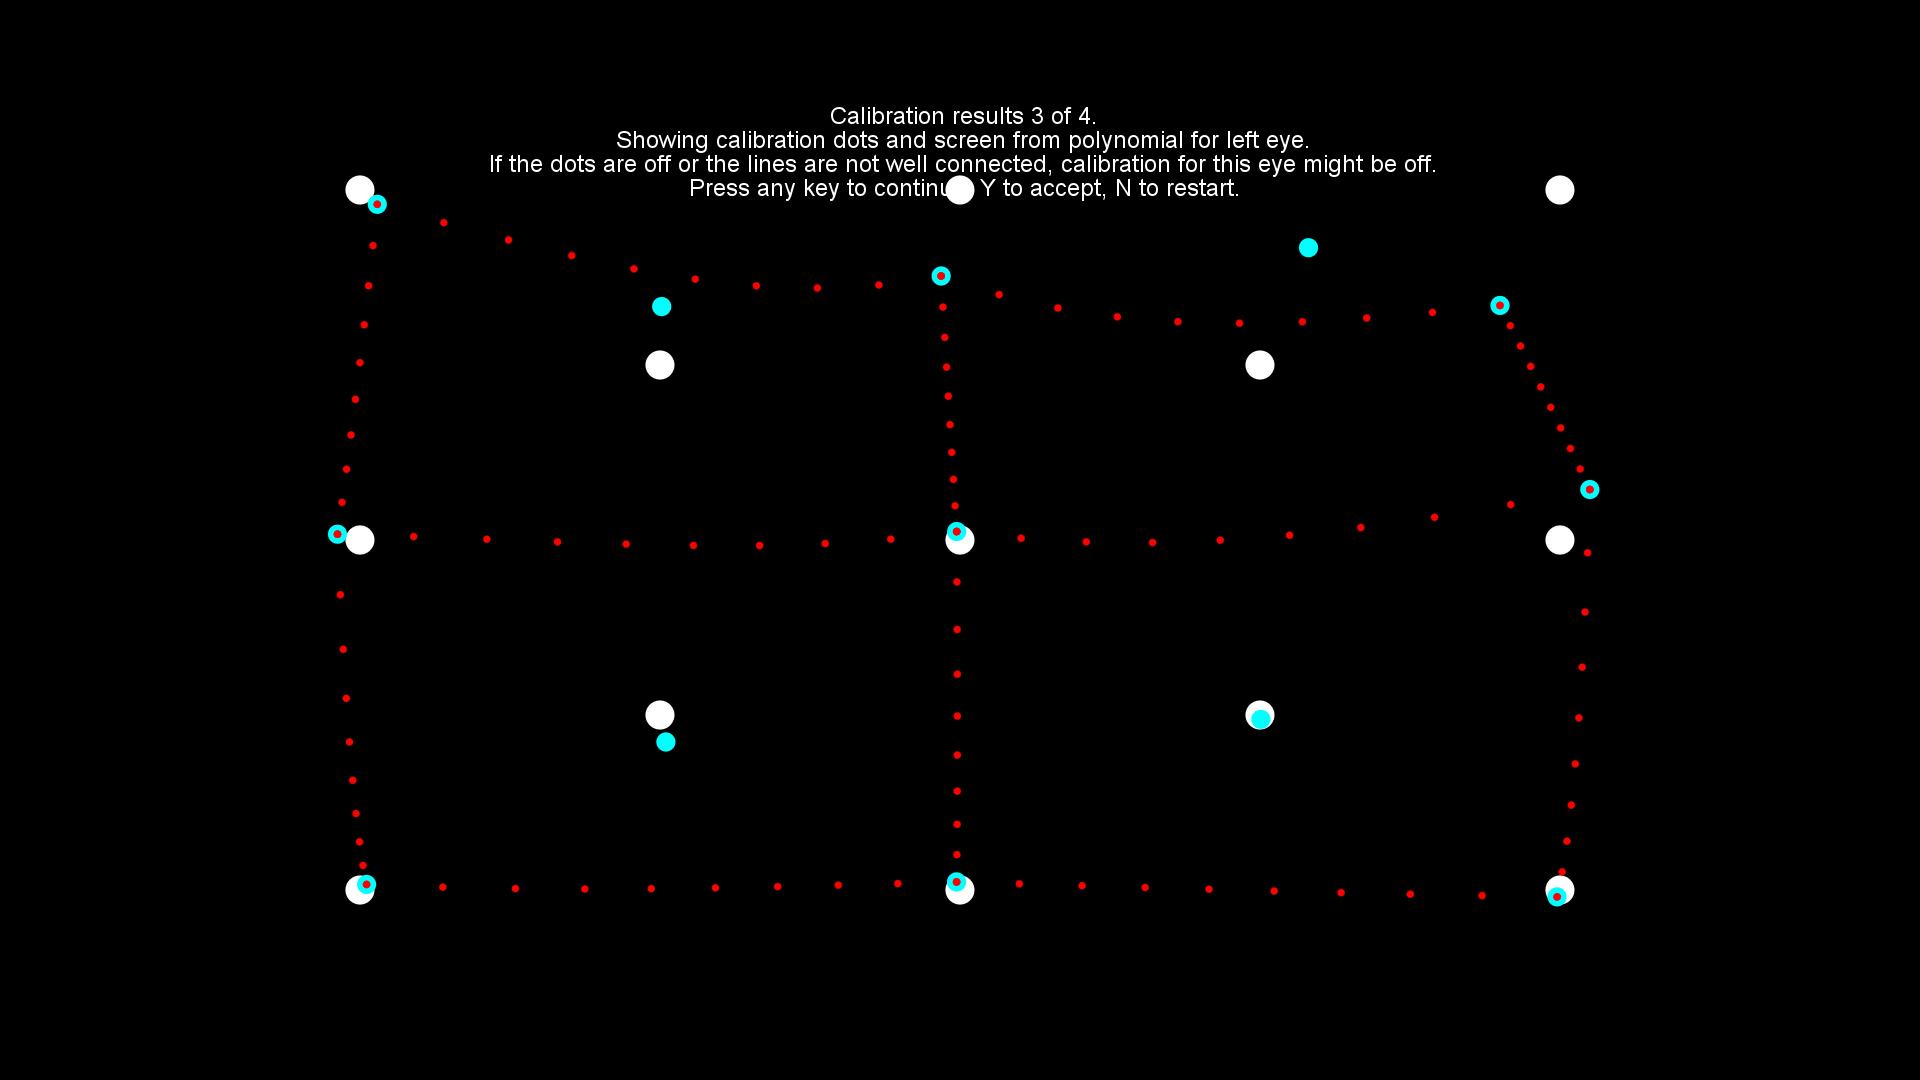 Calibration results 3 of 4.
Showing calibration dots and screen from polynomial for left eye.
If the dots are off or the lines are not well connected, calibration for this eye might be off.
Press any key to continu Y to accept, N to restart.